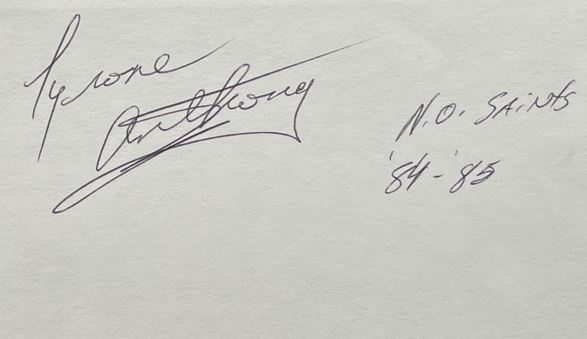 Tyrone
Anthony
N.O. SAiNTS
'84-'85